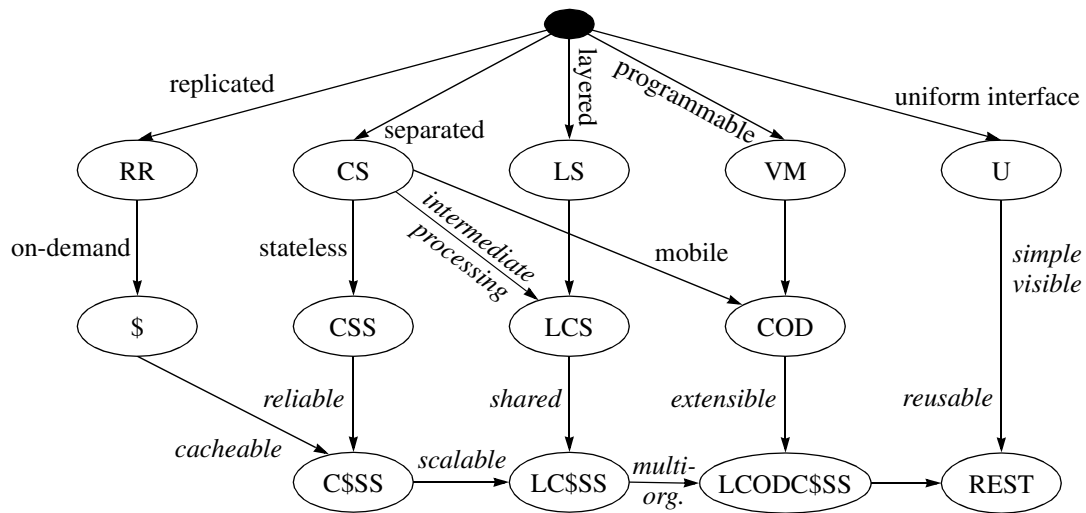 replicated
separated
layered
programmable
uniform interface
RR
CS
LS
VM
U
on-demand
stateless
intermediate
processing
mobile
simple
visible
$
CSS
LCS
COD
cacheable
reliable
shared
extensible
reusable
C$SS
scalable
LC$SS
multi-
org.
LCODC$SS
REST